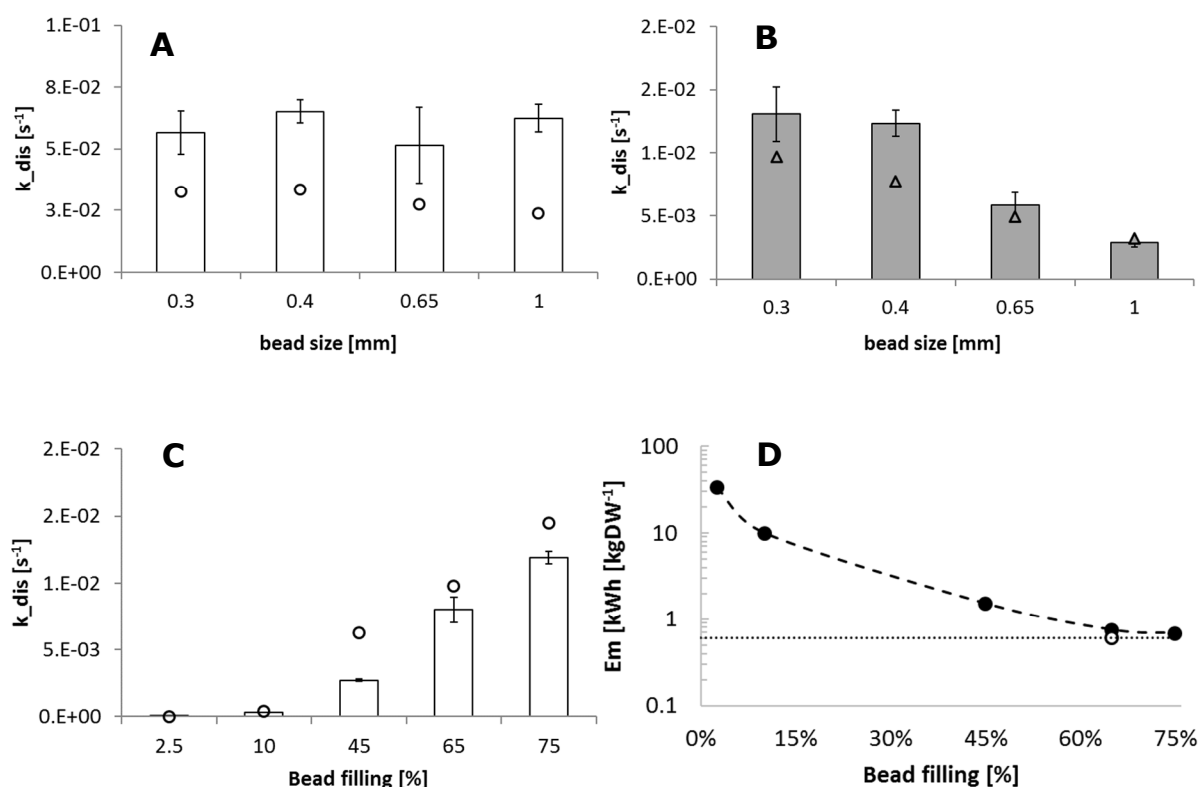 A
k_dis [s⁻¹]
1.E-01
8.E-02
5.E-02
3.E-02
0.E+00
0.3 0.4 0.65 1
bead size [mm]
B
k_dis [s⁻¹]
2.E-02
2.E-02
1.E-02
5.E-03
0.E+00
0.3 0.4 0.65 1
bead size [mm]
C
k_dis [s⁻¹]
2.E-02
2.E-02
1.E-02
5.E-03
0.E+00
2.5 10 45 65 75
Bead filling [%]
D
Em [kWh [kgDW⁻¹]
100
10
1
0.1
0% 15% 30% 45% 60% 75%
Bead filling [%]